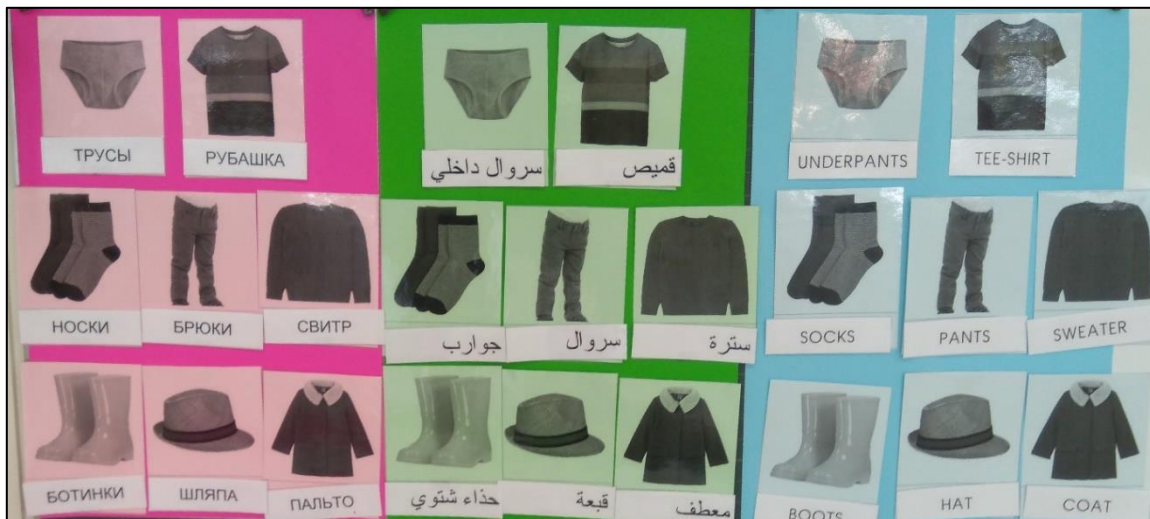 ТРУСЫ
РУБАШКА
НОСКИ
БРЮКИ
СВИТР
БОТИНКИ
ШЛЯПА
ПАЛЬТО
سروال داخلي
قميص
جوارب
سروال
سترة
حذاء شتوي
قبعة
معطف
UNDERPANTS
TEE-SHIRT
SOCKS
PANTS
SWEATER
BOOTS
HAT
COAT